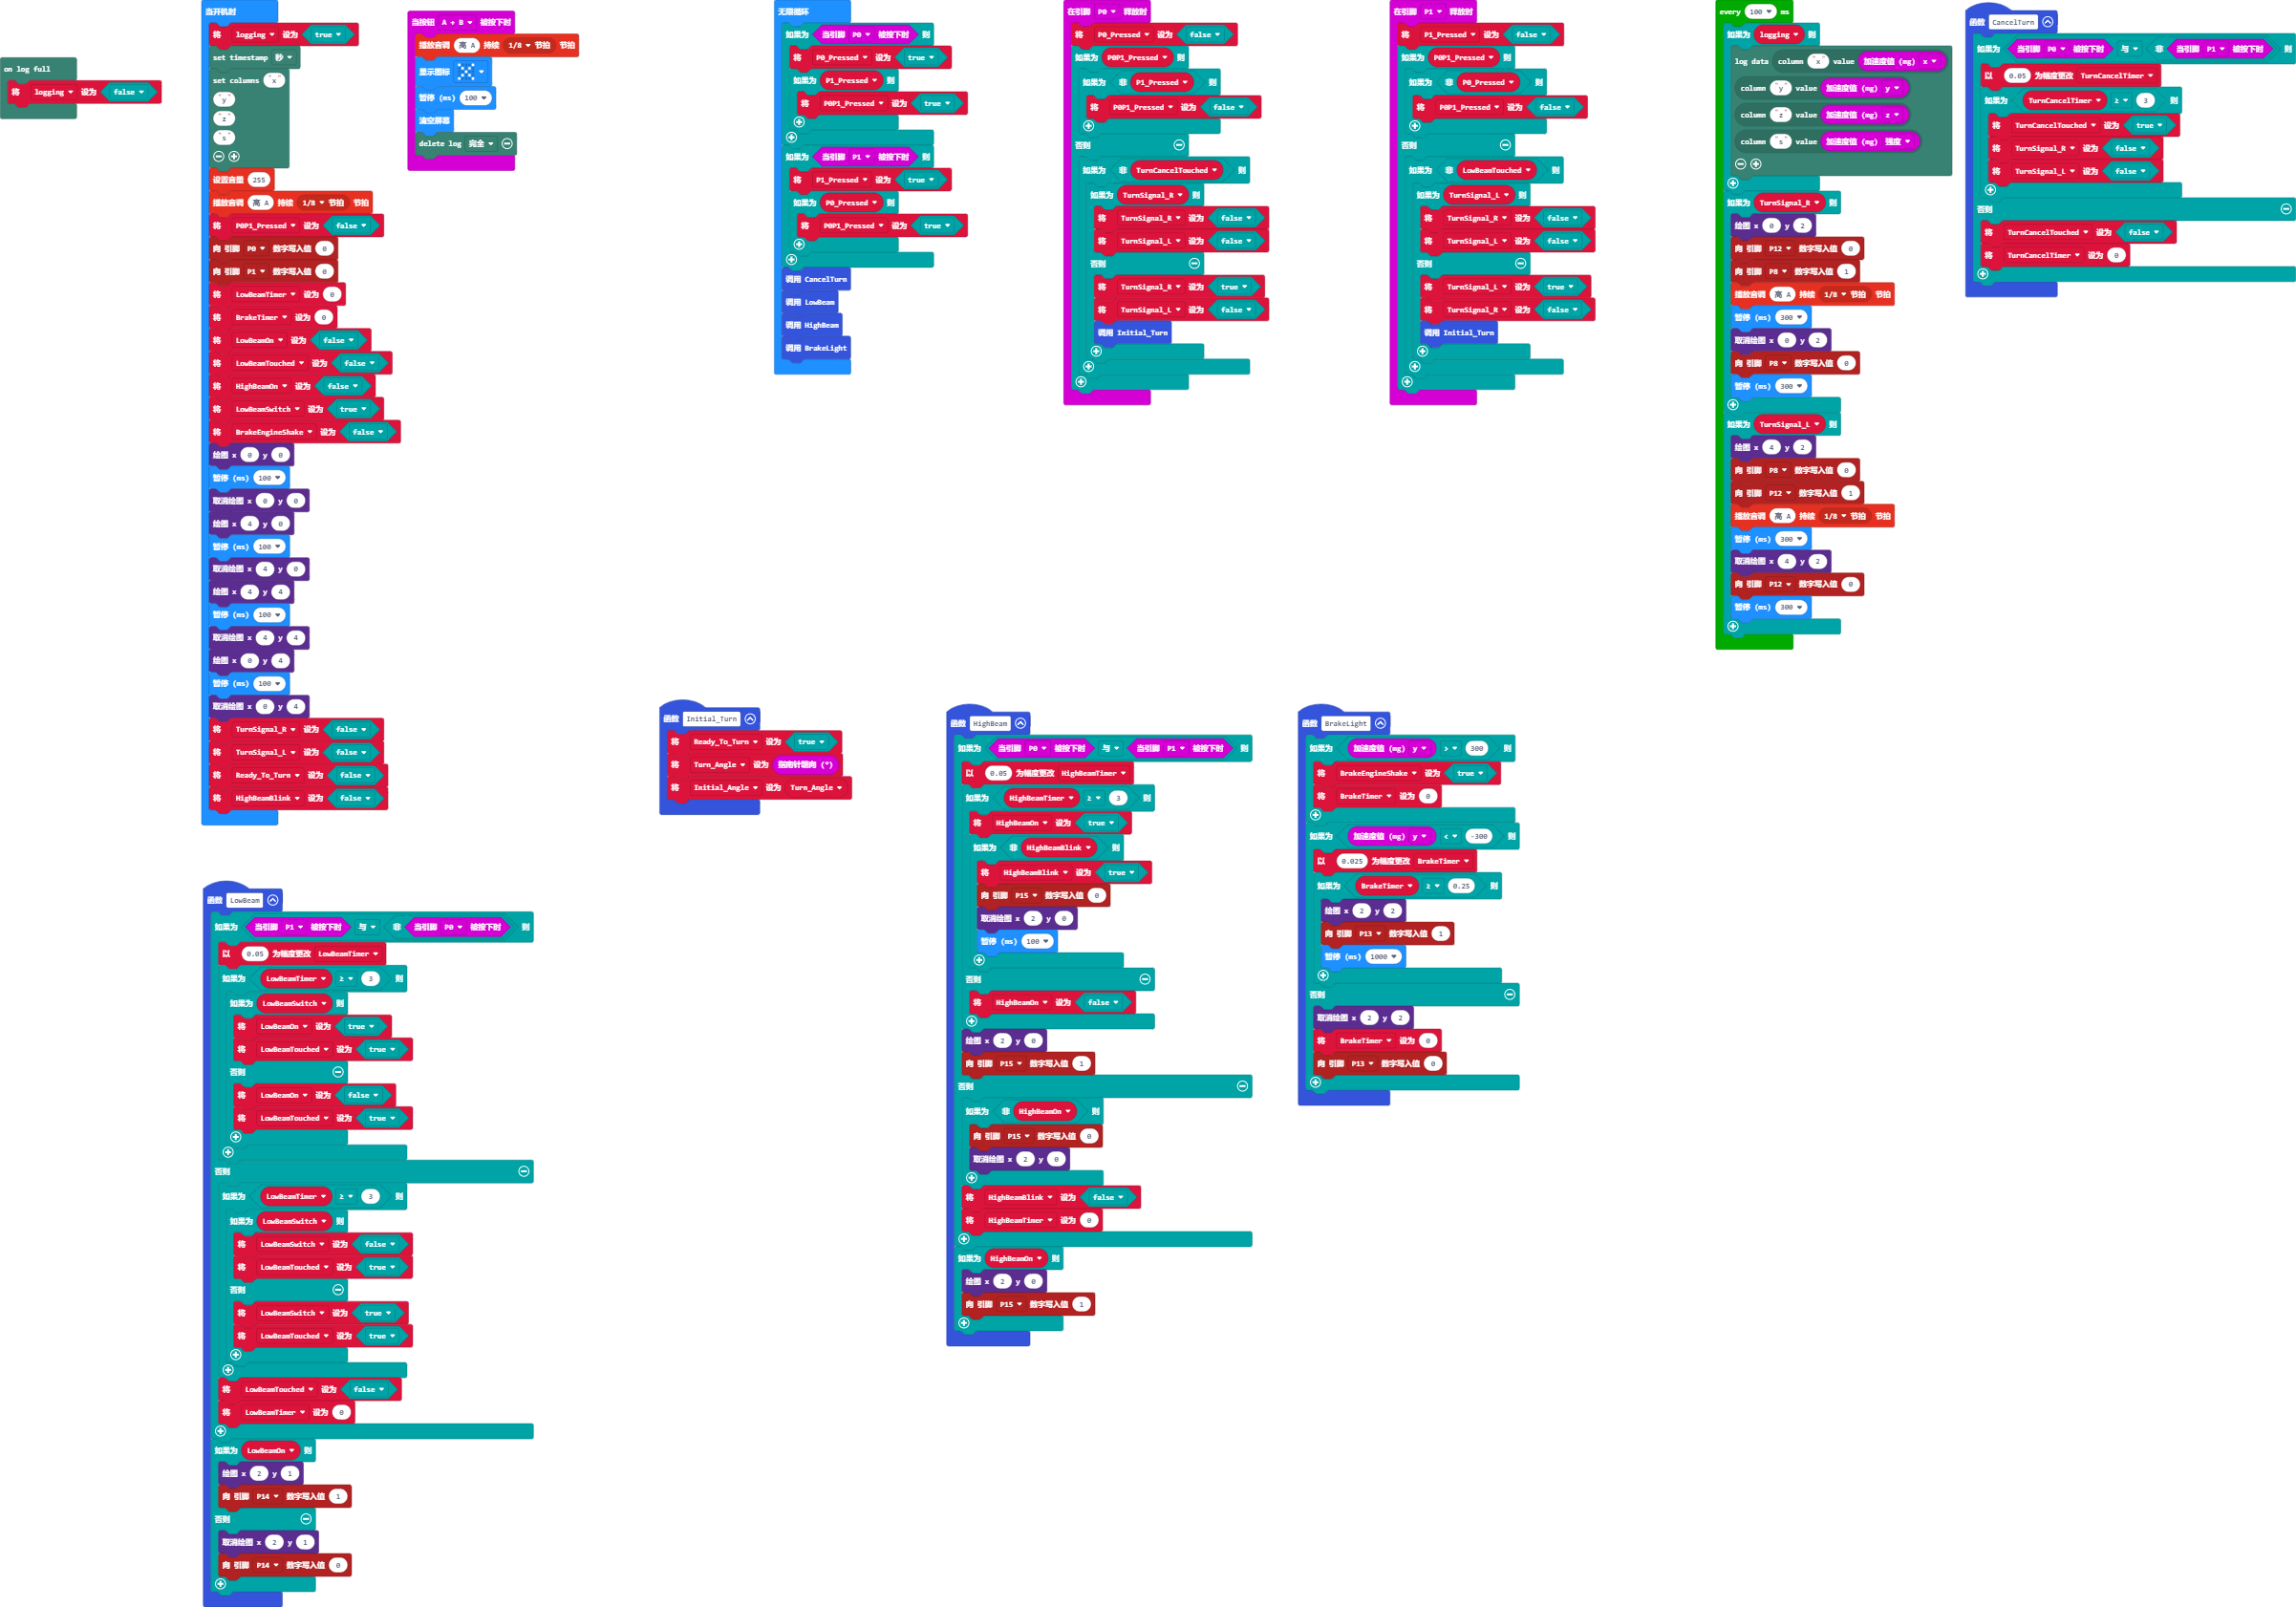 on log full
将 logging 设为 false
当开机时
将 logging 设为 true
set timestamp 秒
set columns "x"
"y"
"z"
"s"
设置音量 255
播放音调 高 A 持续 1/8 节拍 节拍
将 P0P1_Pressed 设为 false
向 引脚 P0 数字写入值 0
向 引脚 P1 数字写入值 0
将 LowBeamTimer 设为 0
将 BrakeTimer 设为 0
将 LowBeamOn 设为 false
将 LowBeamTouched 设为 false
将 HighBeamOn 设为 false
将 LowBeamSwitch 设为 true
将 BrakeEngineShake 设为 false
绘图 x 0 y 0
暂停 (ms) 100
取消绘图 x 0 y 0
绘图 x 4 y 0
暂停 (ms) 100
取消绘图 x 4 y 0
绘图 x 4 y 4
暂停 (ms) 100
取消绘图 x 4 y 4
绘图 x 0 y 4
暂停 (ms) 100
取消绘图 x 0 y 4
将 TurnSignal_R 设为 false
将 TurnSignal_L 设为 false
将 Ready_To_Turn 设为 false
将 HighBeamBlink 设为 false
当按钮 A + B 被按下时
播放音调 高 A 持续 1/8 节拍
显示图标
暂停 (ms) 100
清空屏幕
delete log 完全
无限循环
如果为 当引脚 P0 被按下时 则
将 P0_Pressed 设为 true
如果为 P1_Pressed 则
将 P0P1_Pressed 设为 true
如果为 当引脚 P1 被按下时 则
将 P1_Pressed 设为 true
如果为 P0_Pressed 则
将 P0P1_Pressed 设为 true
调用 CancelTurn
调用 LowBeam
调用 HighBeam
调用 BrakeLight
在引脚 P0 释放时
将 P0_Pressed 设为 false
如果为 P0P1_Pressed 则
如果为 非 P1_Pressed 则
将 P0P1_Pressed 设为 false
否则
如果为 非 TurnCancelTouched 则
如果为 TurnSignal_R 则
将 TurnSignal_R 设为 false
将 TurnSignal_L 设为 false
否则
将 TurnSignal_R 设为 true
将 TurnSignal_L 设为 false
调用 Initial_Turn
在引脚 P1 释放时
将 P1_Pressed 设为 false
如果为 P0P1_Pressed 则
如果为 非 P0_Pressed 则
将 P0P1_Pressed 设为 false
否则
如果为 非 LowBeamTouched 则
如果为 TurnSignal_L 则
将 TurnSignal_R 设为 false
将 TurnSignal_L 设为 false
否则
将 TurnSignal_L 设为 true
将 TurnSignal_R 设为 false
调用 Initial_Turn
every 100 ms
如果为 logging 则
log data column "x" value 加速度值 (mg) x
column "y" value 加速度值 (mg) y
column "z" value 加速度值 (mg) z
column "s" value 加速度值 (mg) 强度
如果为 TurnSignal_R 则
绘图 x 0 y 2
向 引脚 P12 数字写入值 0
向 引脚 P8 数字写入值 1
播放音调 高 A 持续 1/8 节拍 节拍
暂停 (ms) 300
取消绘图 x 0 y 2
向 引脚 P8 数字写入值 0
暂停 (ms) 300
如果为 TurnSignal_L 则
绘图 x 4 y 2
向 引脚 P8 数字写入值 0
向 引脚 P12 数字写入值 1
播放音调 高 A 持续 1/8 节拍 节拍
暂停 (ms) 300
取消绘图 x 4 y 2
向 引脚 P12 数字写入值 0
暂停 (ms) 300
函数 CancelTurn
如果为 当引脚 P0 被按下时 与 非 当引脚 P1 被按下时 则
以 0.05 为幅度更改 TurnCancelTimer
如果为 TurnCancelTimer ≥ 3 则
将 TurnCancelTouched 设为 true
将 TurnSignal_R 设为 false
将 TurnSignal_L 设为 false
否则
将 TurnCancelTouched 设为 false
将 TurnCancelTimer 设为 0
函数 Initial_Turn
将 Ready_To_Turn 设为 true
将 Turn_Angle 设为 指南针朝向 (°)
将 Initial_Angle 设为 Turn_Angle
函数 HighBeam
如果为 当引脚 P0 被按下时 与 当引脚 P1 被按下时 则
以 0.05 为幅度更改 HighBeamTimer
如果为 HighBeamTimer ≥ 3 则
将 HighBeamOn 设为 true
如果为 非 HighBeamBlink 则
将 HighBeamBlink 设为 true
向 引脚 P15 数字写入值 0
取消绘图 x 2 y 0
暂停 (ms) 100
否则
将 HighBeamOn 设为 false
绘图 x 2 y 0
向 引脚 P15 数字写入值 1
否则
如果为 非 HighBeamOn 则
向 引脚 P15 数字写入值 0
取消绘图 x 2 y 0
将 HighBeamBlink 设为 false
将 HighBeamTimer 设为 0
如果为 HighBeamOn 则
绘图 x 2 y 0
向 引脚 P15 数字写入值 1
函数 BrakeLight
如果为 加速度值 (mg) y > 300 则
将 BrakeEngineShake 设为 true
将 BrakeTimer 设为 0
如果为 加速度值 (mg) y < -300 则
以 0.025 为幅度更改 BrakeTimer
如果为 BrakeTimer ≥ 0.25 则
绘图 x 2 y 2
向 引脚 P13 数字写入值 1
暂停 (ms) 1000
否则
取消绘图 x 2 y 2
将 BrakeTimer 设为 0
向 引脚 P13 数字写入值 0
函数 LowBeam
如果为 当引脚 P1 被按下时 与 非 当引脚 P0 被按下时 则
以 0.05 为幅度更改 LowBeamTimer
如果为 LowBeamTimer ≥ 3 则
如果为 LowBeamSwitch 则
将 LowBeamOn 设为 true
将 LowBeamTouched 设为 true
否则
将 LowBeamOn 设为 false
将 LowBeamTouched 设为 true
否则
如果为 LowBeamTimer ≥ 3 则
如果为 LowBeamSwitch 则
将 LowBeamSwitch 设为 false
将 LowBeamTouched 设为 true
否则
将 LowBeamSwitch 设为 true
将 LowBeamTouched 设为 true
将 LowBeamTouched 设为 false
将 LowBeamTimer 设为 0
如果为 LowBeamOn 则
绘图 x 2 y 1
向 引脚 P14 数字写入值 1
否则
取消绘图 x 2 y 1
向 引脚 P14 数字写入值 0